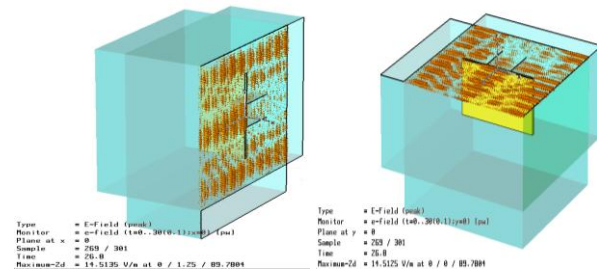 Type = E-Field (peak)
Monitor = e-field (t=0..30(0.1);x=0) [pw]
Plane at x = 0
Sample = 269 / 301
Time = 26.8
Maximum-2d = 14.5135 V/m at 0 / 1.25 / 89.7804
Type = E-Field (peak)
Monitor = e-field (t=0..30(0.1);y=0) [pw]
Plane at y = 0
Sample = 269 / 301
Time = 26.8
Maximum-2d = 14.5125 V/m at 0 / 0 / 89.7804